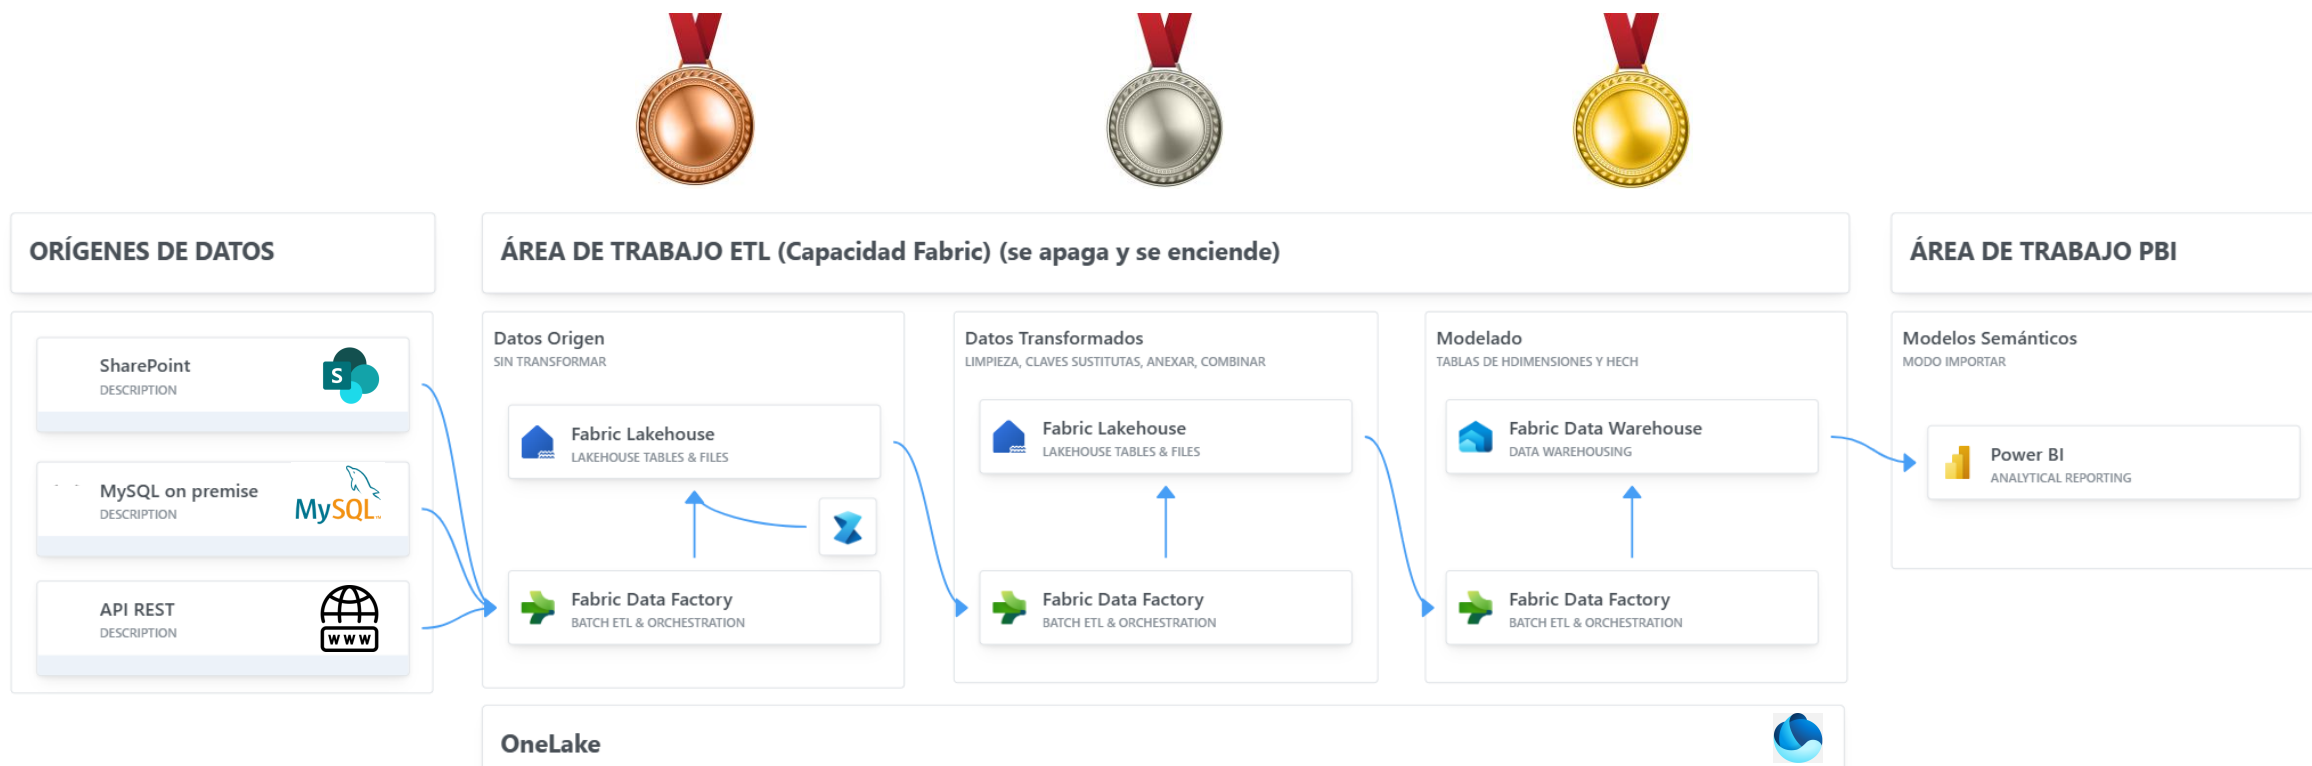 ORÍGENES DE DATOS
ÁREA DE TRABAJO ETL (Capacidad Fabric) (se apaga y se enciende)
ÁREA DE TRABAJO PBI
SharePoint
DESCRIPTION
S
MySQL on premise
DESCRIPTION
MySQL
API REST
DESCRIPTION
WWW
Datos Origen
SIN TRANSFORMAR
Fabric Lakehouse
LAKEHOUSE TABLES & FILES
Fabric Data Factory
BATCH ETL & ORCHESTRATION
Datos Transformados
LIMPIEZA, CLAVES SUSTITUTAS, ANEXAR, COMBINAR
Fabric Lakehouse
LAKEHOUSE TABLES & FILES
Fabric Data Factory
BATCH ETL & ORCHESTRATION
Modelado
TABLAS DE HDIMENSIONES Y HECH
Fabric Data Warehouse
DATA WAREHOUSING
Fabric Data Factory
BATCH ETL & ORCHESTRATION
Modelos Semánticos
MODO IMPORTAR
Power BI
ANALYTICAL REPORTING
OneLake